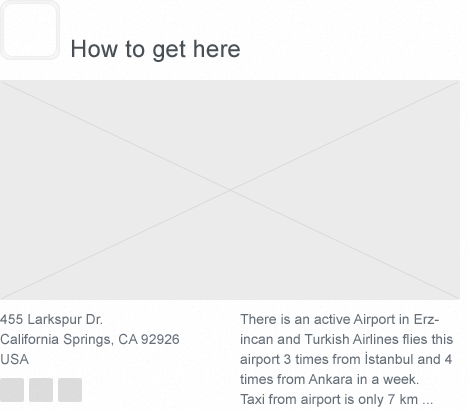 How to get here
455 Larkspur Dr.
California Springs, CA 92926
USA
There is an active Airport in Erz-
incan and Turkish Airlines flies this
airport 3 times from İstanbul and 4
times from Ankara in a week.
Taxi from airport is only 7 km ...